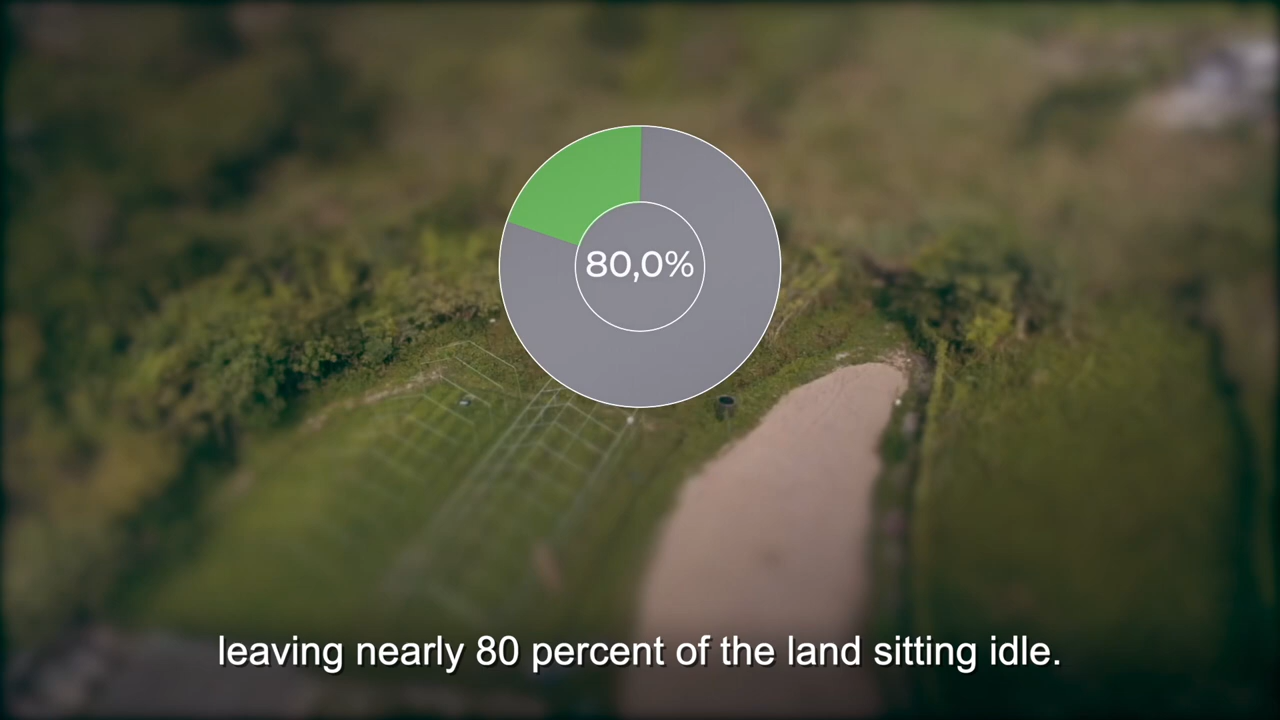 80,0%
leaving nearly 80 percent of the land sitting idle.